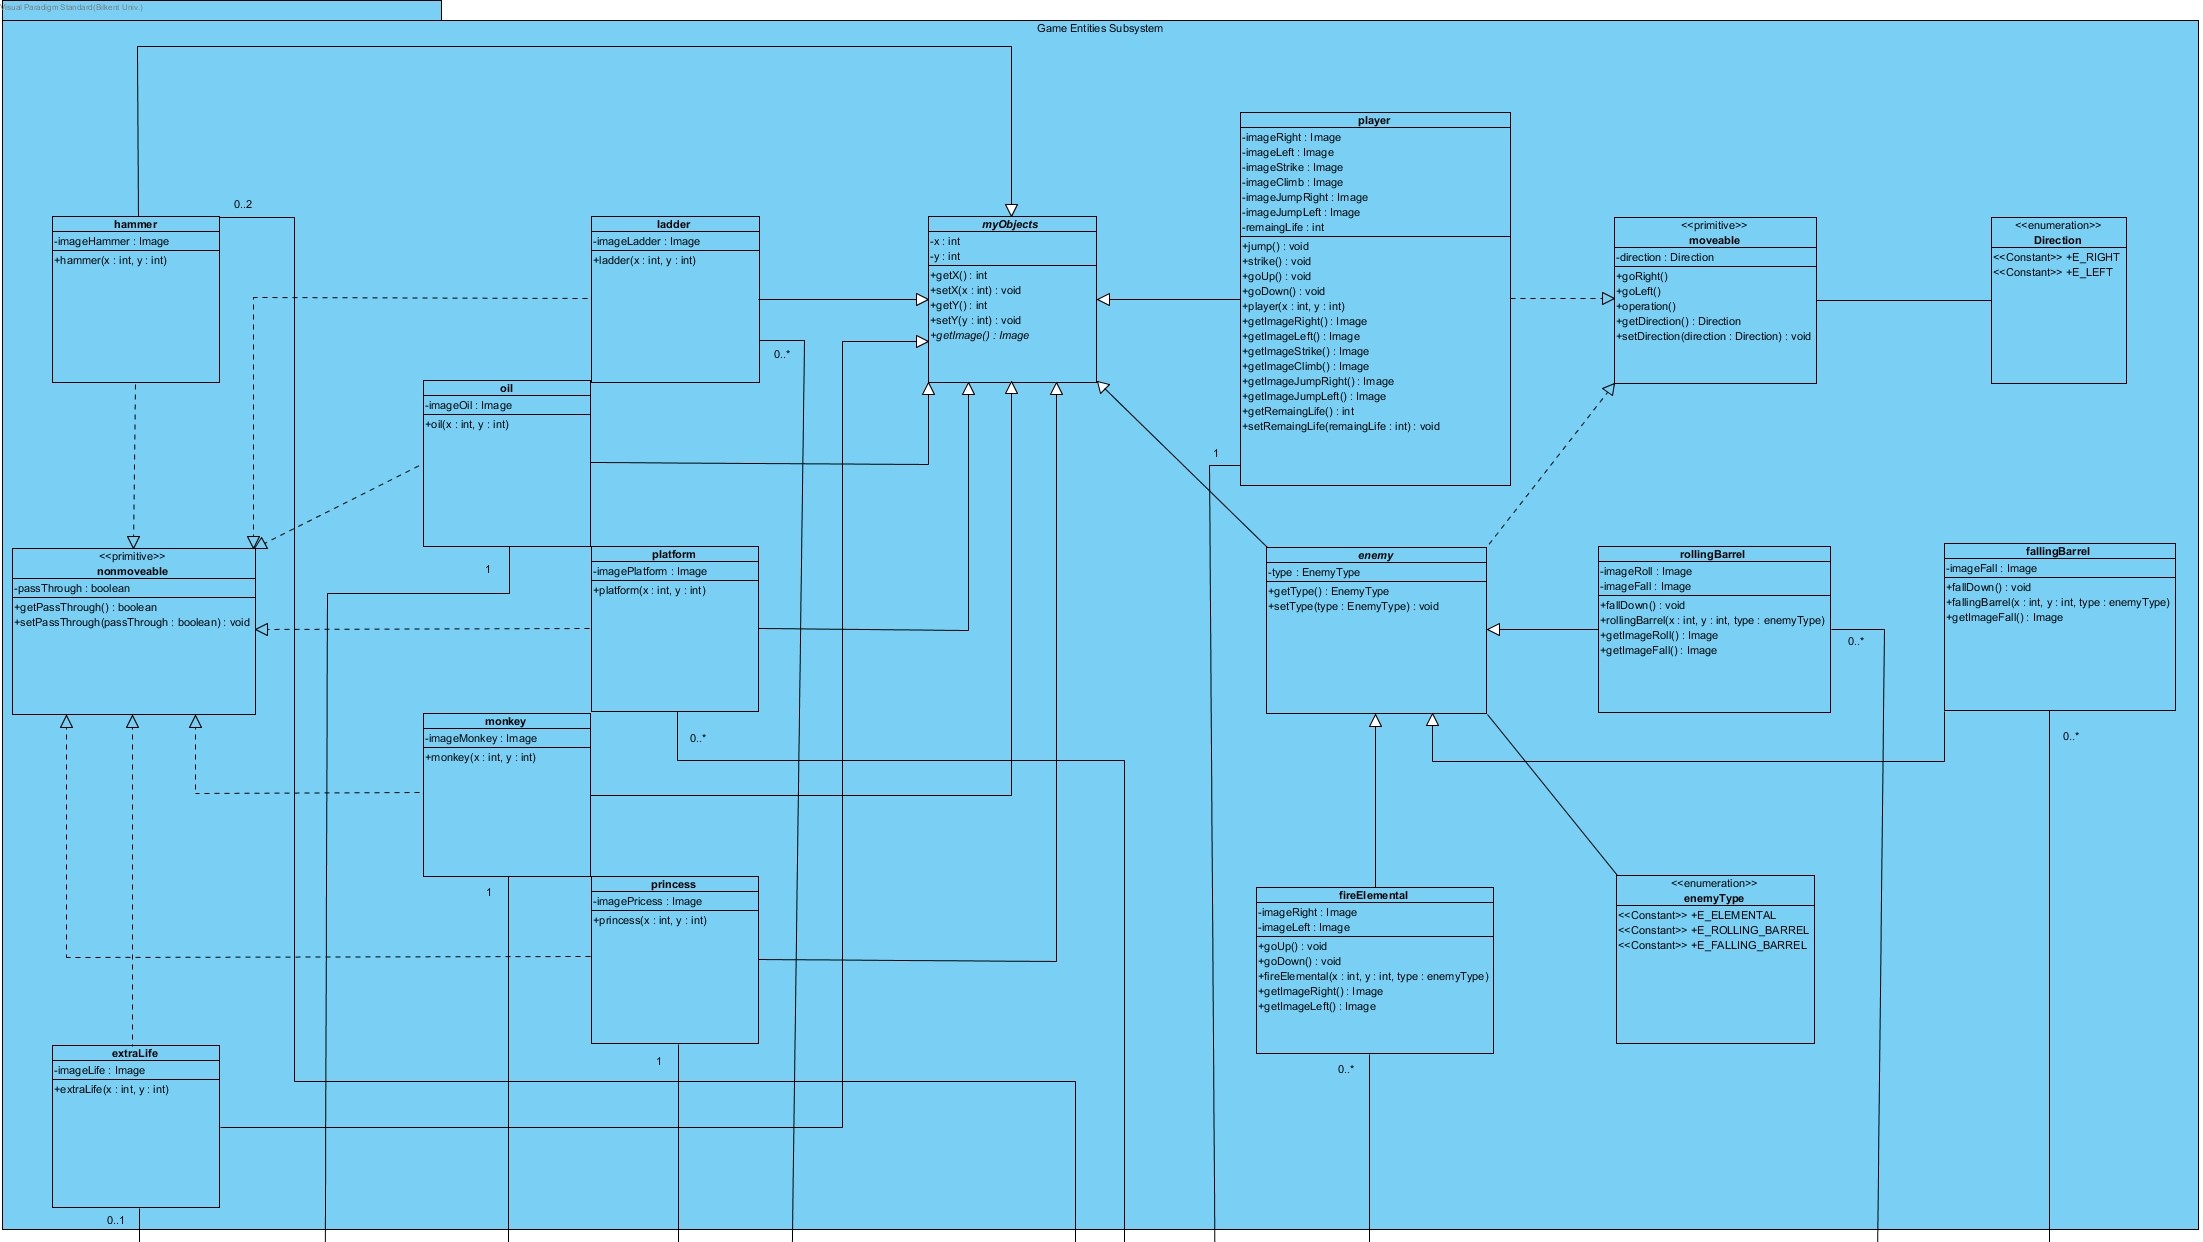 Visual Paradigm Standard(Bilkent Univ.)
Game Entities Subsystem
player
-imageRight : Image
-imageLeft : Image
-imageStrike : Image
-imageClimb : Image
-imageJumpRight : Image
-imageJumpLeft : Image
-remaingLife : int
+jump() : void
+strike() : void
+goUp() : void
+goDown() : void
+player(x : int, y : int)
+getImageRight() : Image
+getImageLeft() : Image
+getImageStrike() : Image
+getImageClimb() : Image
+getImageJumpRight() : Image
+getImageJumpLeft() : Image
+getRemaingLife() : int
+setRemaingLife(remaingLife : int) : void
1
0..2
hammer
-imageHammer : Image
+hammer(x : int, y : int)
ladder
-imageLadder : Image
+ladder(x : int, y : int)
0..*
myObjects
-x : int
-y : int
+getX() : int
+setX(x : int) : void
+getY() : int
+setY(y : int) : void
+getImage() : Image
<<primitive>>
moveable
-direction : Direction
+goRight()
+goLeft()
+operation()
+getDirection() : Direction
+setDirection(direction : Direction) : void
<<enumeration>>
Direction
<<Constant>> +E_RIGHT
<<Constant>> +E_LEFT
oil
-imageOil : Image
+oil(x : int, y : int)
1
<<primitive>>
nonmoveable
-passThrough : boolean
+getPassThrough() : boolean
+setPassThrough(passThrough : boolean) : void
platform
-imagePlatform : Image
+platform(x : int, y : int)
0..*
enemy
-type : EnemyType
+getType() : EnemyType
+setType(type : EnemyType) : void
rollingBarrel
-imageRoll : Image
-imageFall : Image
+fallDown() : void
+rollingBarrel(x : int, y : int, type : enemyType)
+getImageRoll() : Image
+getImageFall() : Image
0..*
fallingBarrel
-imageFall : Image
+fallDown() : void
+fallingBarrel(x : int, y : int, type : enemyType)
+getImageFall() : Image
0..*
monkey
-imageMonkey : Image
+monkey(x : int, y : int)
1
princess
-imagePricess : Image
+princess(x : int, y : int)
1
fireElemental
-imageRight : Image
-imageLeft : Image
+goUp() : void
+goDown() : void
+fireElemental(x : int, y : int, type : enemyType)
+getImageRight() : Image
+getImageLeft() : Image
0..*
<<enumeration>>
enemyType
<<Constant>> +E_ELEMENTAL
<<Constant>> +E_ROLLING_BARREL
<<Constant>> +E_FALLING_BARREL
extraLife
-imageLife : Image
+extraLife(x : int, y : int)
0..1